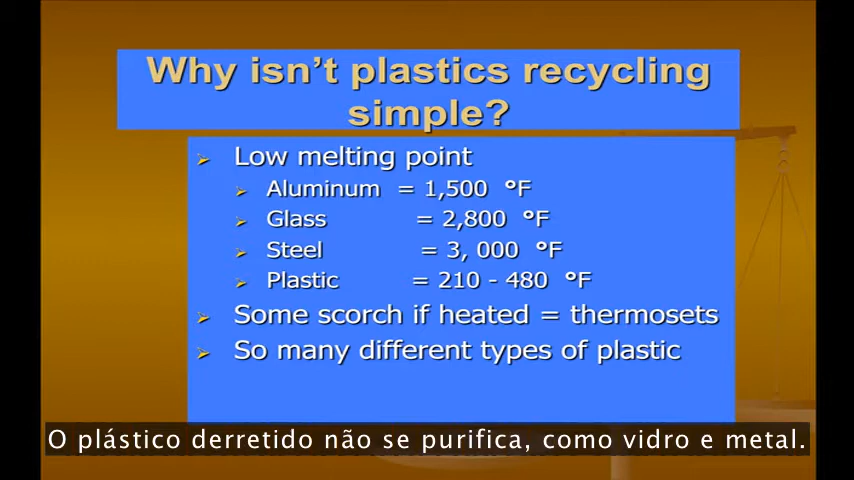 Why isn't plastics recycling
simple?
Low melting point
Aluminum = 1,500 °F
Glass = 2,800 °F
Steel = 3, 000 °F
Plastic = 210 - 480 °F
Some scorch if heated = thermosets
So many different types of plastic
O plástico derretido não se purifica, como vidro e metal.